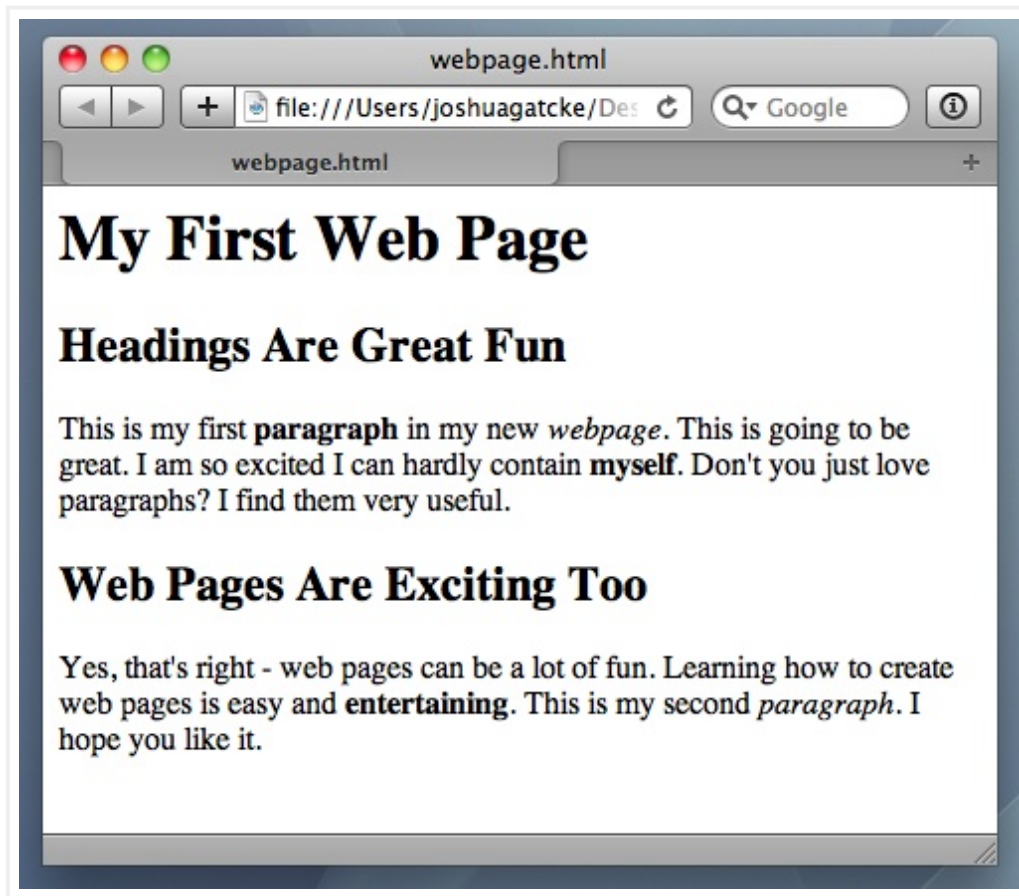 webpage.html
file:///Users/joshuagatcke/Des
Google
webpage.html
My First Web Page
Headings Are Great Fun
This is my first paragraph in my new webpage. This is going to be
great. I am so excited I can hardly contain myself. Don't you just love
paragraphs? I find them very useful.
Web Pages Are Exciting Too
Yes, that's right - web pages can be a lot of fun. Learning how to create
web pages is easy and entertaining. This is my second paragraph. I
hope you like it.